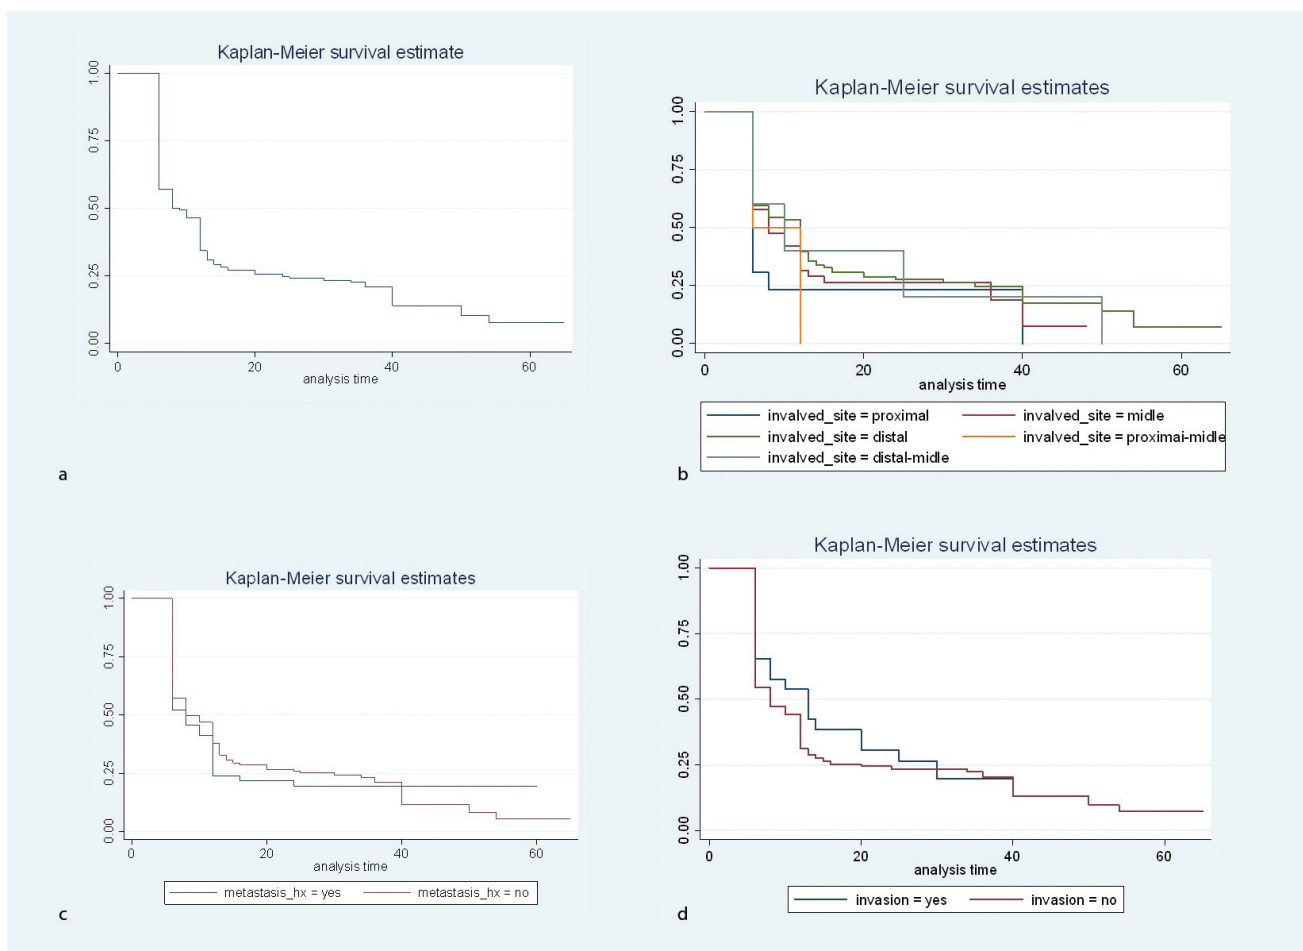 Kaplan-Meier survival estimate
1.00
0.75
0.50
0.25
0.00
0 20 40 60
analysis time
a
Kaplan-Meier survival estimates
1.00
0.75
0.50
0.25
0.00
0 20 40 60
analysis time
invalved_site = proximal invalved_site = midle
invalved_site = distal invalved_site = proximai-midle
invalved_site = distal-midle
b
Kaplan-Meier survival estimates
1.00
0.75
0.50
0.25
0.00
0 20 40 60
analysis time
metastasis_hx = yes metastasis_hx = no
c
Kaplan-Meier survival estimates
1.00
0.75
0.50
0.25
0.00
0 20 40 60
analysis time
invasion = yes invasion = no
d